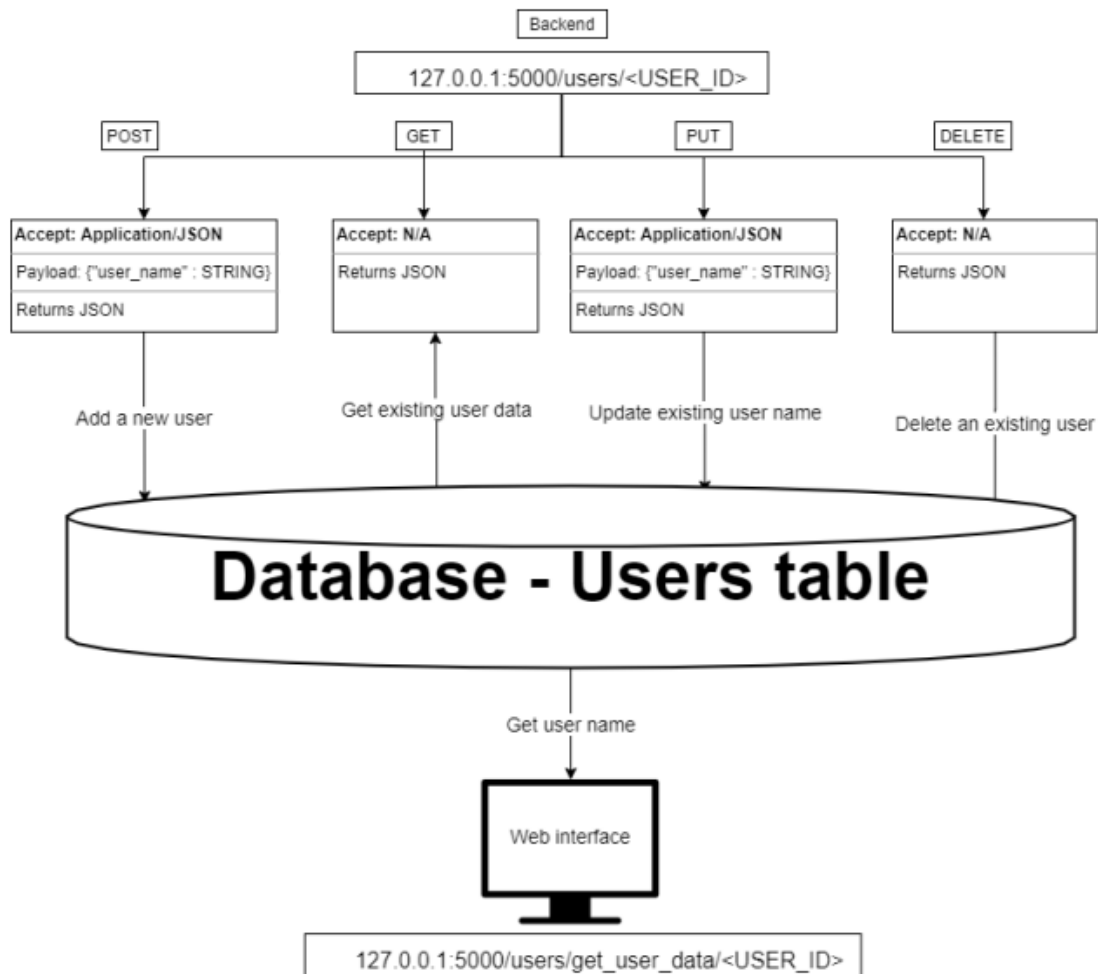 Backend
127.0.0.1:5000/users/<USER_ID>
POST
GET
PUT
DELETE
Accept: Application/JSON
Payload: {"user_name" : STRING}
Returns JSON
Accept: N/A
Returns JSON
Accept: Application/JSON
Payload: {"user_name" : STRING}
Returns JSON
Accept: N/A
Returns JSON
Add a new user
Get existing user data
Update existing user name
Delete an existing user
Database - Users table
Get user name
Web interface
127.0.0.1:5000/users/get_user_data/<USER_ID>